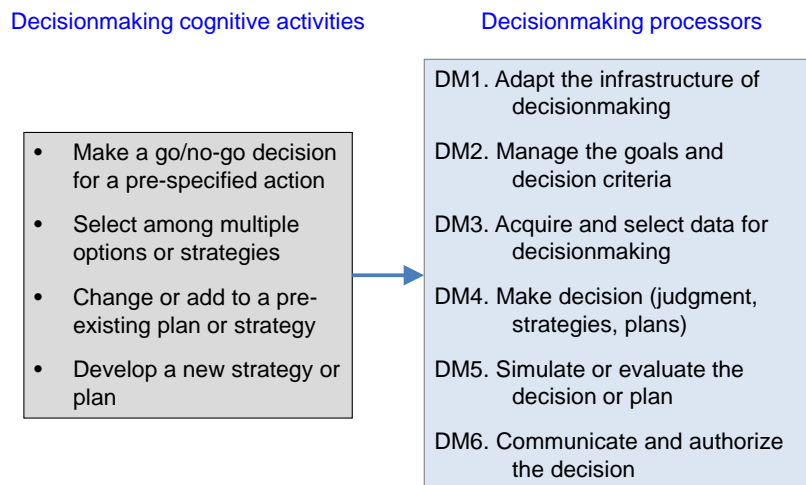 Decisionmaking cognitive activities
Decisionmaking processors
• Make a go/no-go decision
for a pre-specified action
• Select among multiple
options or strategies
• Change or add to a pre-
existing plan or strategy
• Develop a new strategy or
plan
DM1. Adapt the infrastructure of
decisionmaking
DM2. Manage the goals and
decision criteria
DM3. Acquire and select data for
decisionmaking
DM4. Make decision (judgment,
strategies, plans)
DM5. Simulate or evaluate the
decision or plan
DM6. Communicate and authorize
the decision